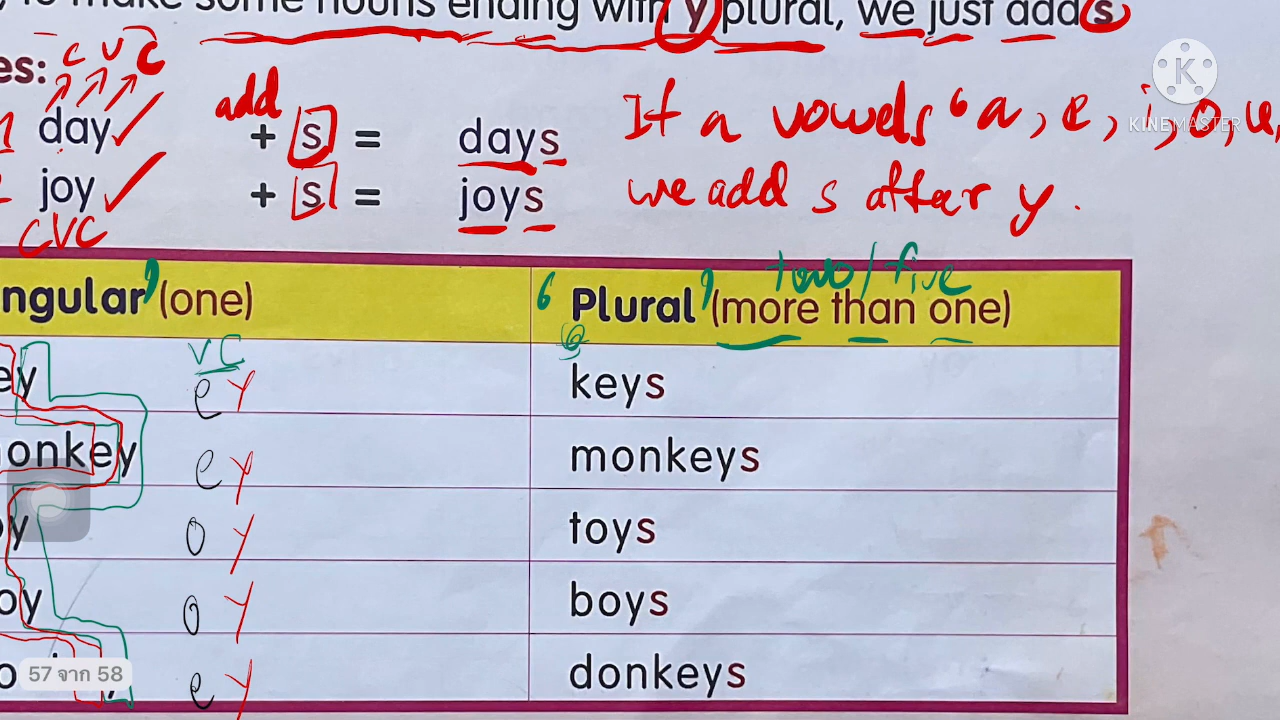 to make some nouns ending with y plural, we just add s
C V C
es:
add
day + s = days
If a vowels "a, e, i, o, u,
KINEMASTER
joy + s = joys
we add s after y.
CVC
two/five
ngular" (one) "Plural" (more than one)
V C
ey e y keys
onkey e y monkeys
oy o y toys
oy o y boys
e y donkeys
57 จาก 58